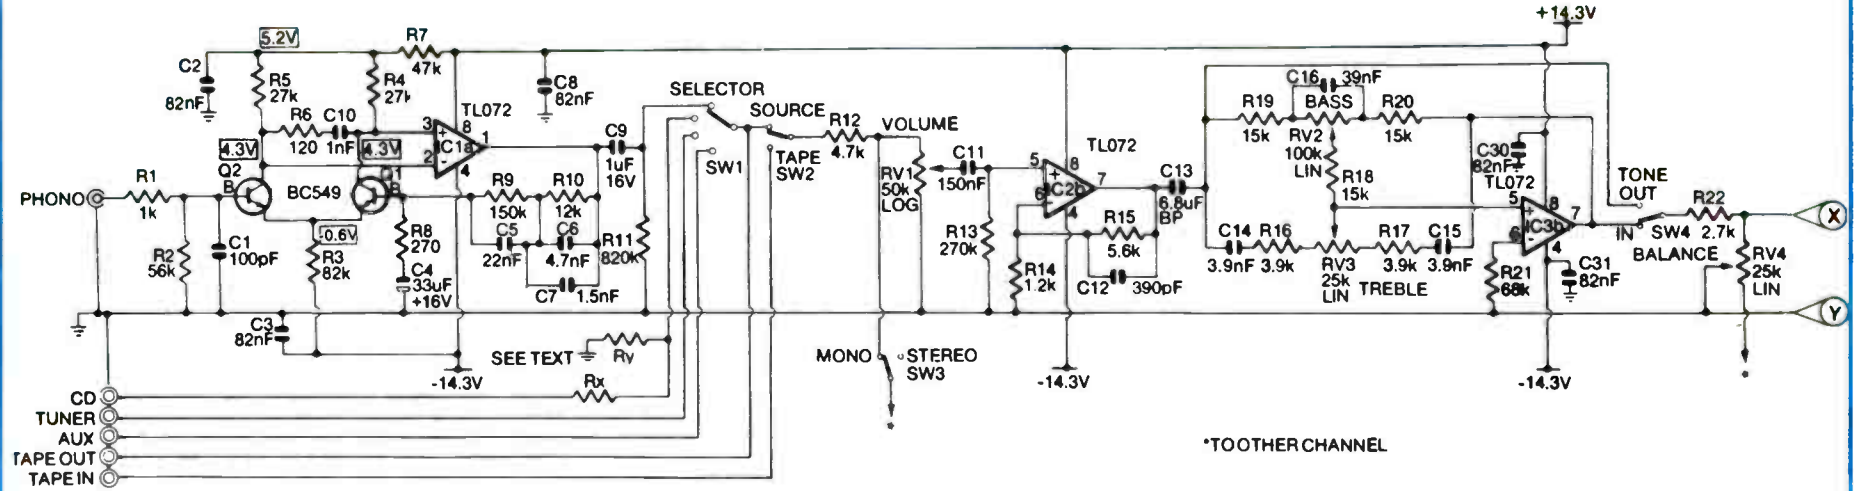 +14.3V
5.2V
R7
47k
C2
82nF
R5
27k
R4
27k
C8
82nF
R6
120
C10
1nF
TL072
3
+
8
IC1a
1
2
-
4
4.3V
4.3V
Q2
B
BC549
Q1
B
PHONO
R1
1k
R2
56k
C1
100pF
-0.6V
R3
82k
R8
270
C4
33uF
+16V
R9
150k
R10
12k
C5
22nF
C6
4.7nF
C7
1.5nF
C9
1uF
16V
R11
820k
C3
82nF
-14.3V
SEE TEXT
Ry
Rx
CD
TUNER
AUX
TAPE OUT
TAPE IN
SELECTOR
SW1
SOURCE
TAPE
SW2
R12
4.7k
VOLUME
RV1
50k
LOG
C11
150nF
R13
270k
MONO
STEREO
SW3
*
TL072
5
+
8
IC2b
7
6
-
4
R14
1.2k
R15
5.6k
C12
390pF
-14.3V
C13
6.8uF
BP
R19
15k
C16
39nF
BASS
RV2
100k
LIN
R20
15k
R18
15k
C14
3.9nF
R16
3.9k
RV3
25k
LIN
TREBLE
R17
3.9k
C15
3.9nF
C30
82nF
TL072
5
+
8
IC3b
7
6
-
4
R21
68k
C31
82nF
-14.3V
TONE
OUT
IN
SW4
R22
2.7k
BALANCE
RV4
25k
LIN
*
X
Y
*TO OTHER CHANNEL